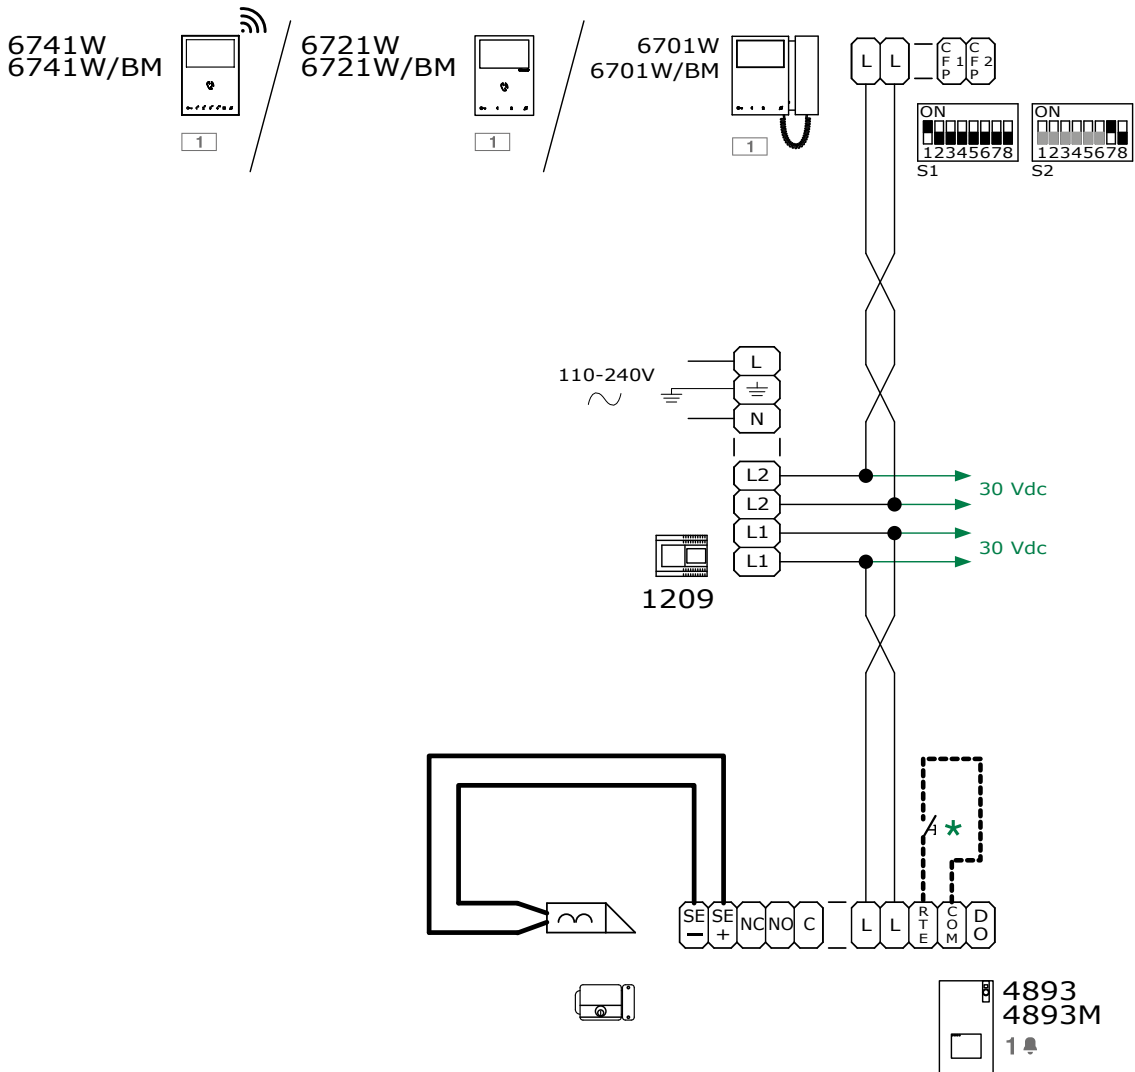 6741W
6741W/BM
1
6721W
6721W/BM
1
6701W
6701W/BM
1
L L CFP 1 CFP 2
ON
12345678
S1
ON
12345678
S2
110-240V
L
N
L2
L2
L1
L1
30 Vdc
30 Vdc
1209
*
SE - SE + NC NO C L L RTE COM DO
4893
4893M
1